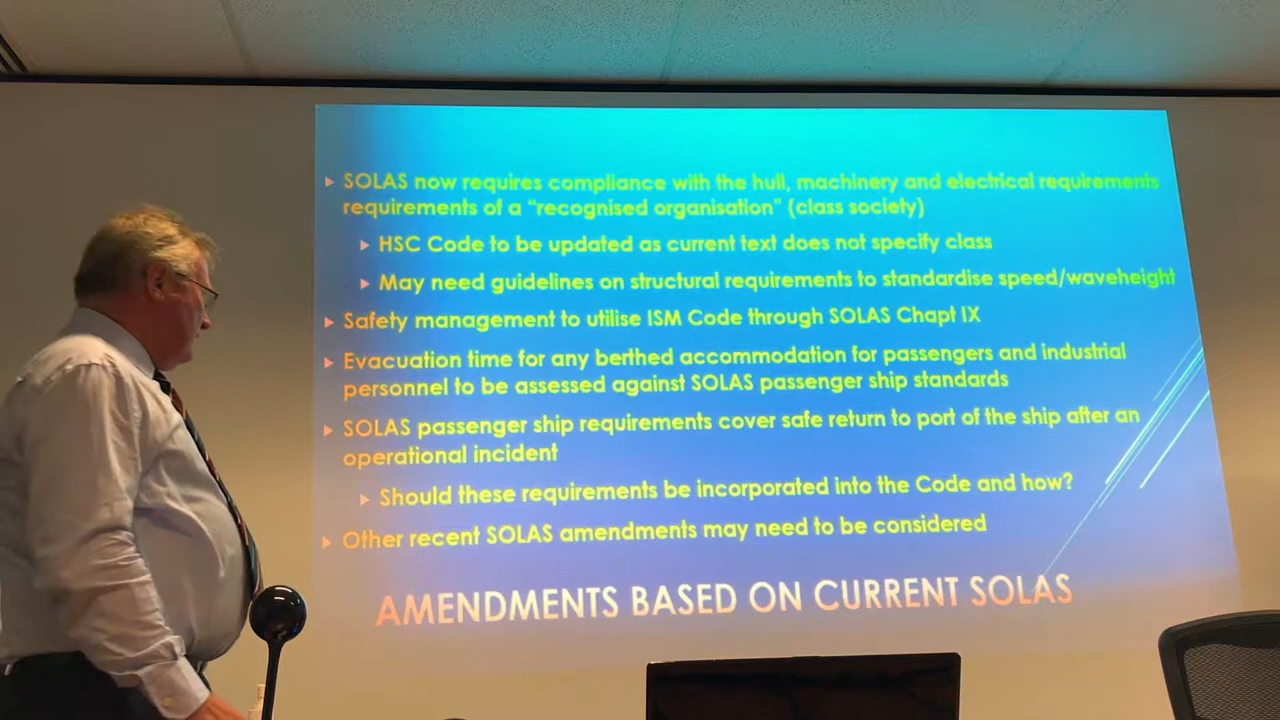 SOLAS now requires compliance with the hull, machinery and electrical requirements
requirements of a "recognised organisation" (class society)
HSC Code to be updated as current text does not specify class
May need guidelines on structural requirements to standardise speed/waveheight
Safety management to utilise ISM Code through SOLAS Chapt IX
Evacuation time for any berthed accommodation for passengers and industrial
personnel to be assessed against SOLAS passenger ship standards
SOLAS passenger ship requirements cover safe return to port of the ship after an
operational incident
Should these requirements be incorporated into the Code and how?
Other recent SOLAS amendments may need to be considered
AMENDMENTS BASED ON CURRENT SOLAS